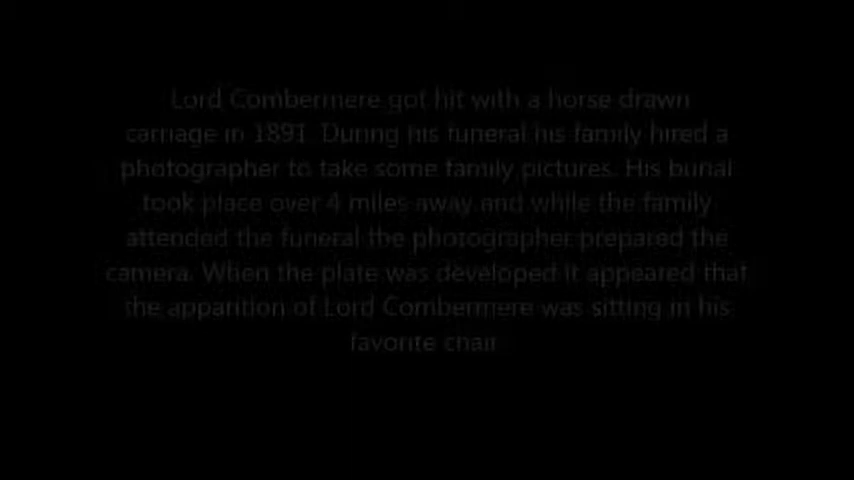 Lord Combermere got hit with a horse drawn
carriage in 1891. During his funeral his family hired a
photographer to take some family pictures. His burial
took place over 4 miles away and while the family
attended the funeral the photographer prepared the
camera. When the plate was developed it appeared that
the apparition of Lord Combermere was sitting in his
favorite chair